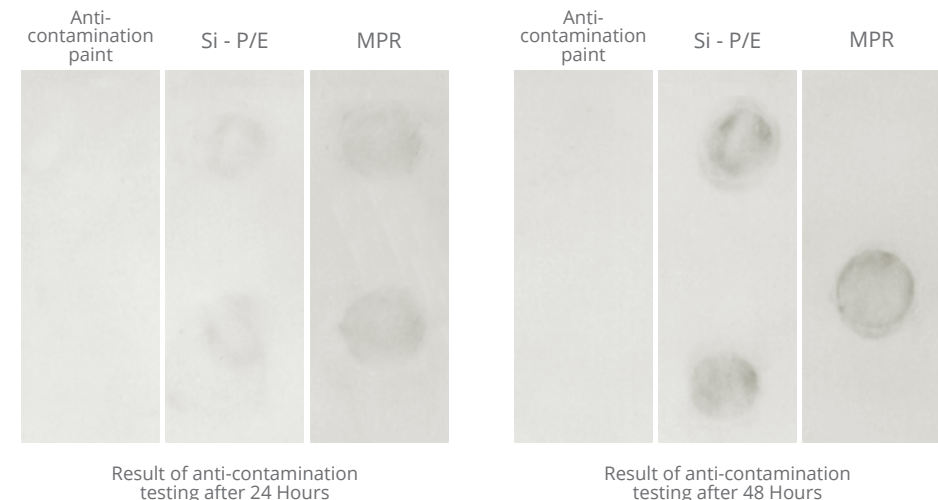 Anti-
contamination
paint
Si - P/E
MPR
Anti-
contamination
paint
Si - P/E
MPR
Result of anti-contamination
testing after 24 Hours
Result of anti-contamination
testing after 48 Hours